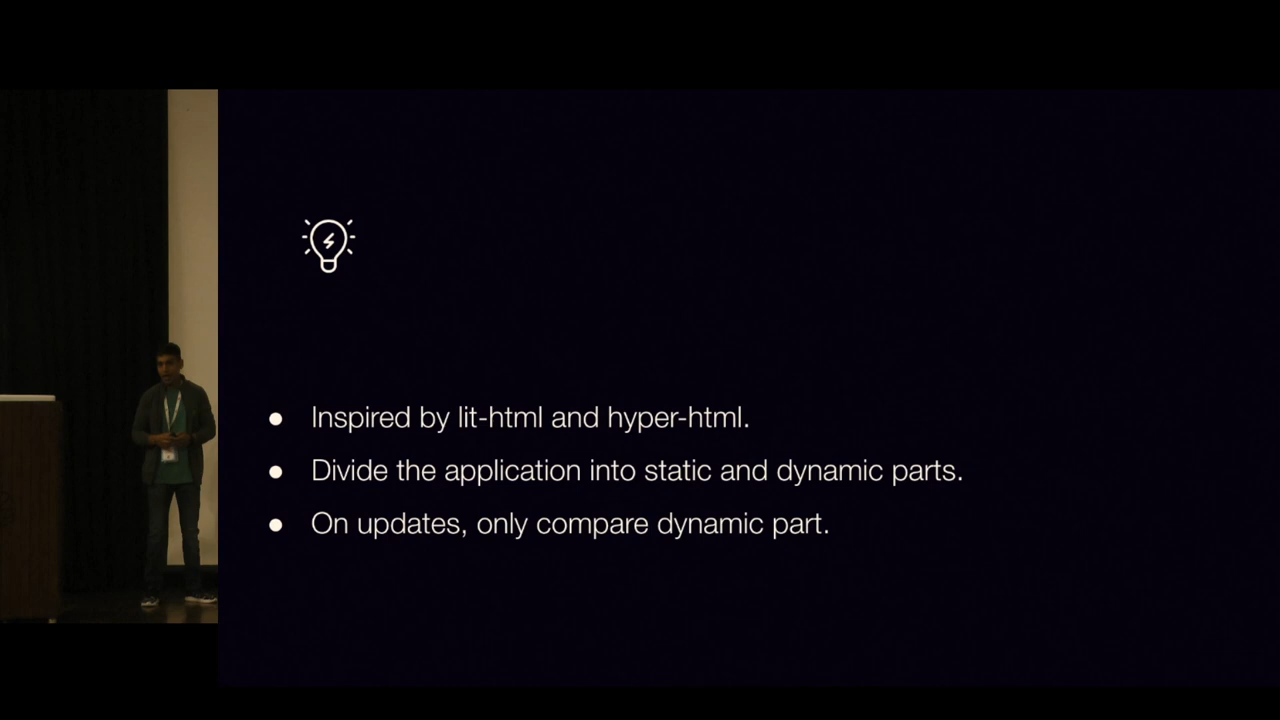 Inspired by lit-html and hyper-html.
Divide the application into static and dynamic parts.
On updates, only compare dynamic part.